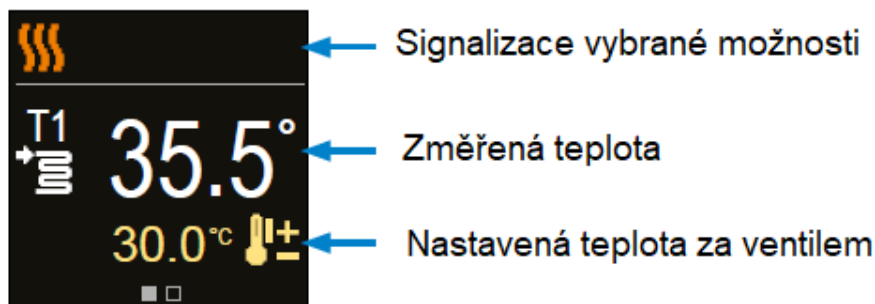 Signalizace vybrané možnosti
T1
35.5°
Změřená teplota
30.0°C
Nastavená teplota za ventilem